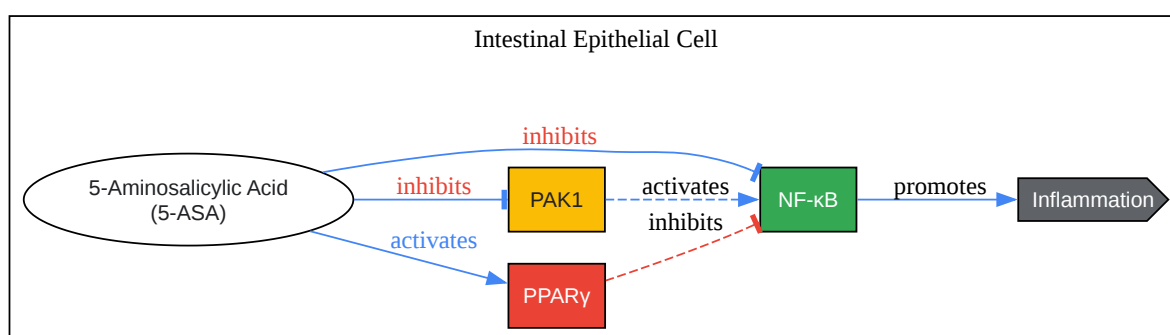 Intestinal Epithelial Cell
inhibits
5-Aminosalicylic Acid
(5-ASA)
inhibits
PAK1
activates
NF-κB
promotes
Inflammation
inhibits
activates
PPARγ